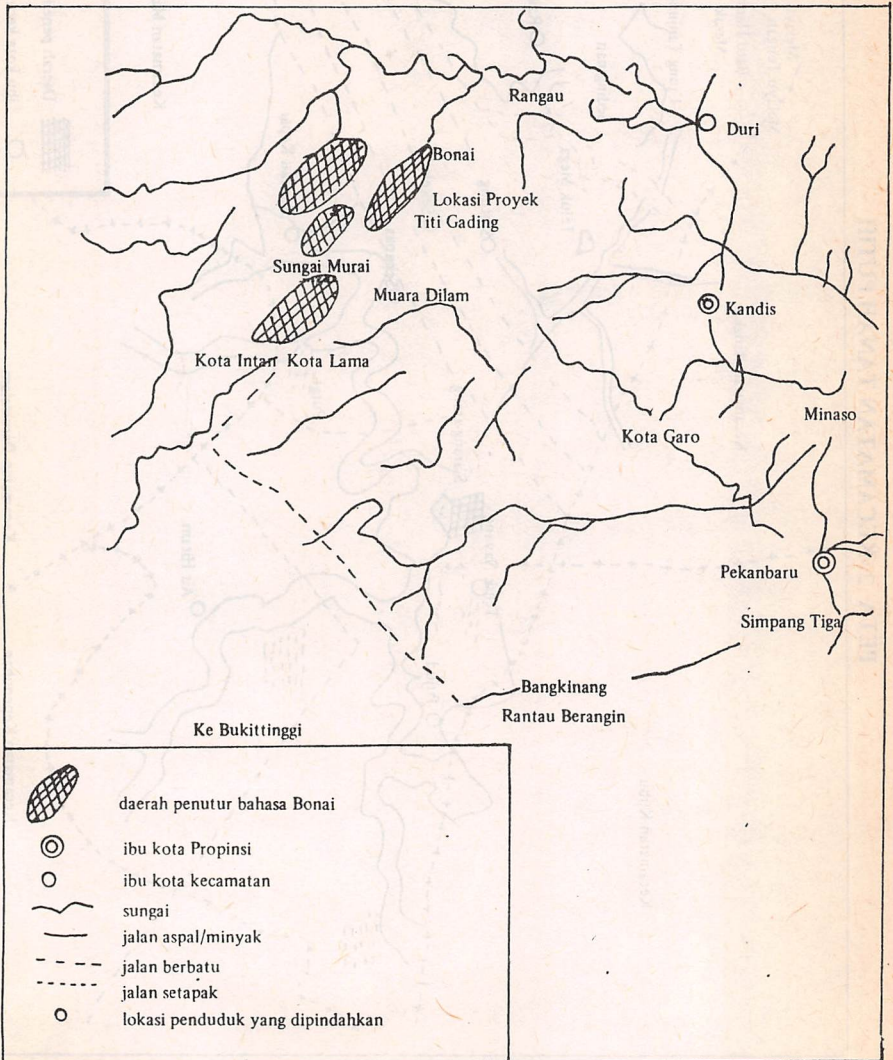 Rangau
Duri
Bonai
Lokasi Proyek
Titi Gading
Sungai Murai
Muara Dilam
Kandis
Kota Intan Kota Lama
Minaso
Kota Garo
Pekanbaru
Simpang Tiga
Bangkinang
Rantau Berangin
Ke Bukittinggi
daerah penutur bahasa Bonai
ibu kota Propinsi
ibu kota kecamatan
sungai
jalan aspal/minyak
jalan berbatu
jalan setapak
lokasi penduduk yang dipindahkan